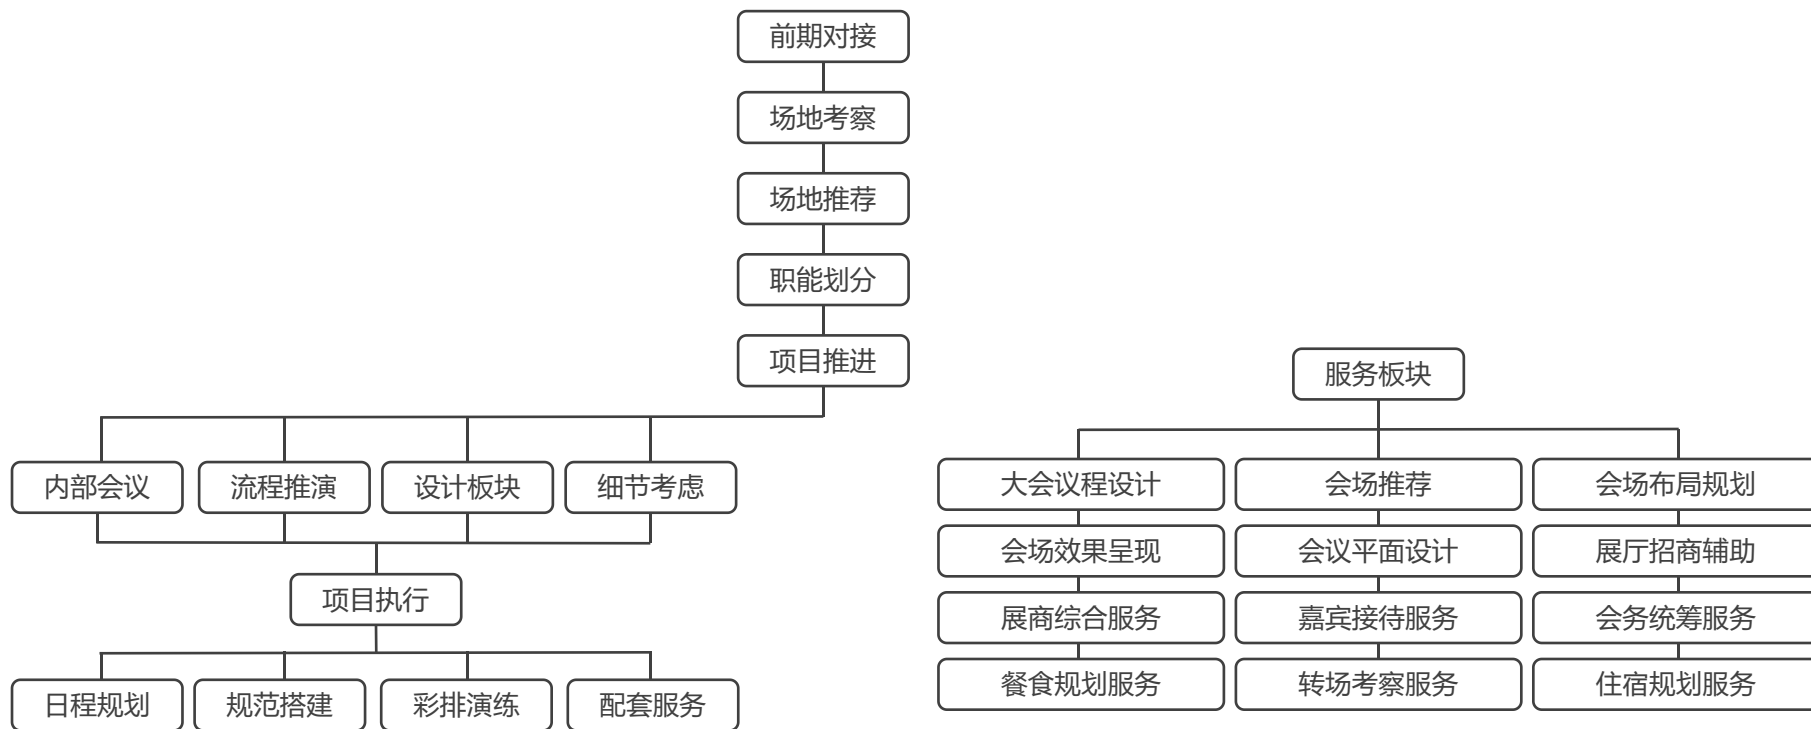 前期对接
场地考察
场地推荐
职能划分
项目推进
内部会议
流程推演
设计板块
细节考虑
项目执行
日程规划
规范搭建
彩排演练
配套服务
服务板块
大会议程设计
会场推荐
会场布局规划
会场效果呈现
会议平面设计
展厅招商辅助
展商综合服务
嘉宾接待服务
会务统筹服务
餐食规划服务
转场考察服务
住宿规划服务